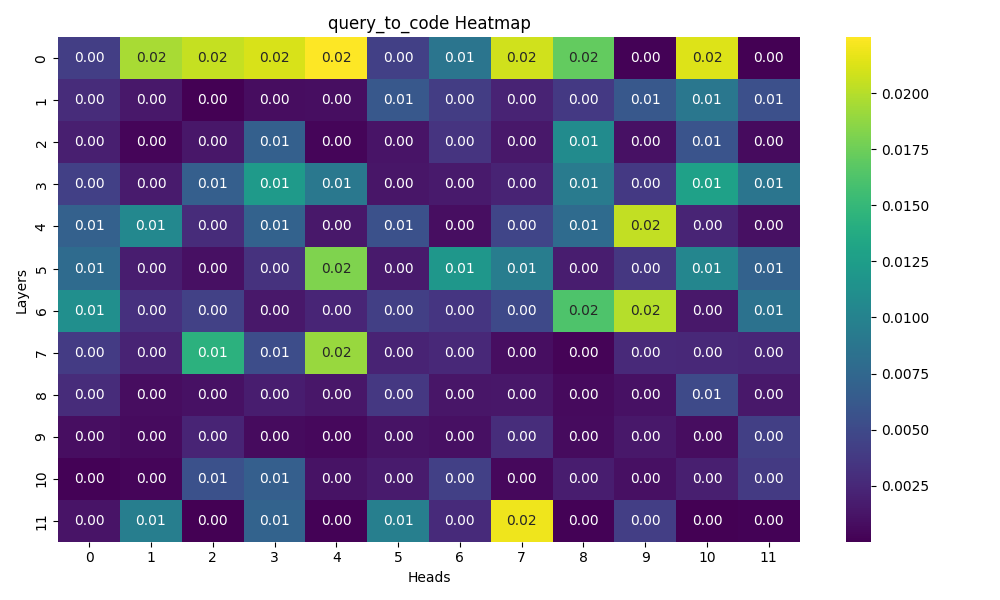 query_to_code Heatmap
0 0.00 0.02 0.02 0.02 0.02 0.00 0.01 0.02 0.02 0.00 0.02 0.00
0.0200
1 0.00 0.00 0.00 0.00 0.00 0.01 0.00 0.00 0.00 0.01 0.01 0.01
2 0.00 0.00 0.00 0.01 0.00 0.00 0.00 0.00 0.01 0.00 0.01 0.00
0.0175
3 0.00 0.00 0.01 0.01 0.01 0.00 0.00 0.00 0.01 0.00 0.01 0.01
0.0150
4 0.01 0.01 0.00 0.01 0.00 0.01 0.00 0.00 0.01 0.02 0.00 0.00
0.0125
5 0.01 0.00 0.00 0.00 0.02 0.00 0.01 0.01 0.00 0.00 0.01 0.01
Layers
6 0.01 0.00 0.00 0.00 0.00 0.00 0.00 0.00 0.02 0.02 0.00 0.01
0.0100
7 0.00 0.00 0.01 0.01 0.02 0.00 0.00 0.00 0.00 0.00 0.00 0.00
0.0075
8 0.00 0.00 0.00 0.00 0.00 0.00 0.00 0.00 0.00 0.00 0.01 0.00
0.0050
9 0.00 0.00 0.00 0.00 0.00 0.00 0.00 0.00 0.00 0.00 0.00 0.00
10 0.00 0.00 0.01 0.01 0.00 0.00 0.00 0.00 0.00 0.00 0.00 0.00
0.0025
11 0.00 0.01 0.00 0.01 0.00 0.01 0.00 0.02 0.00 0.00 0.00 0.00
0 1 2 3 4 5 6 7 8 9 10 11
Heads